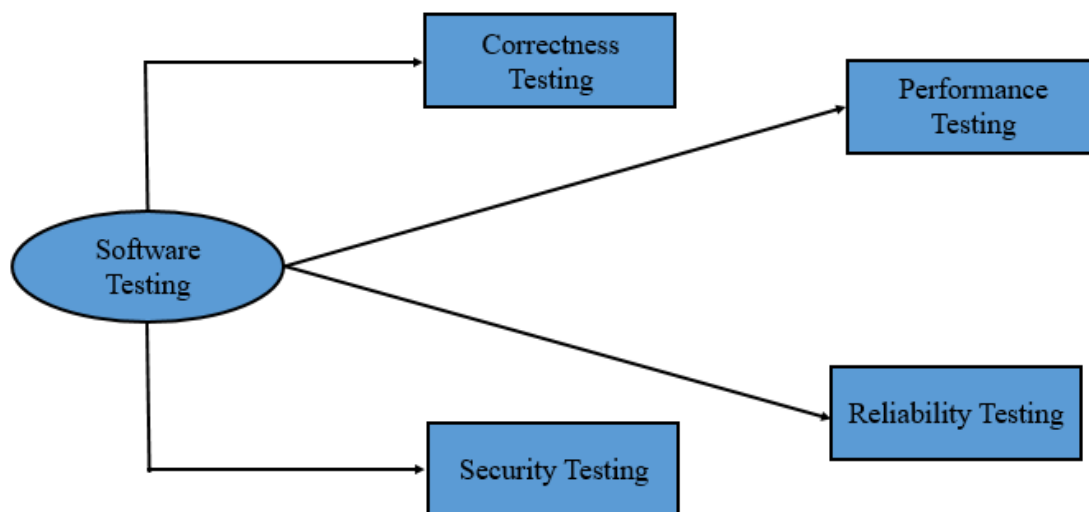 Correctness
Testing
Performance
Testing
Software
Testing
Reliability Testing
Security Testing